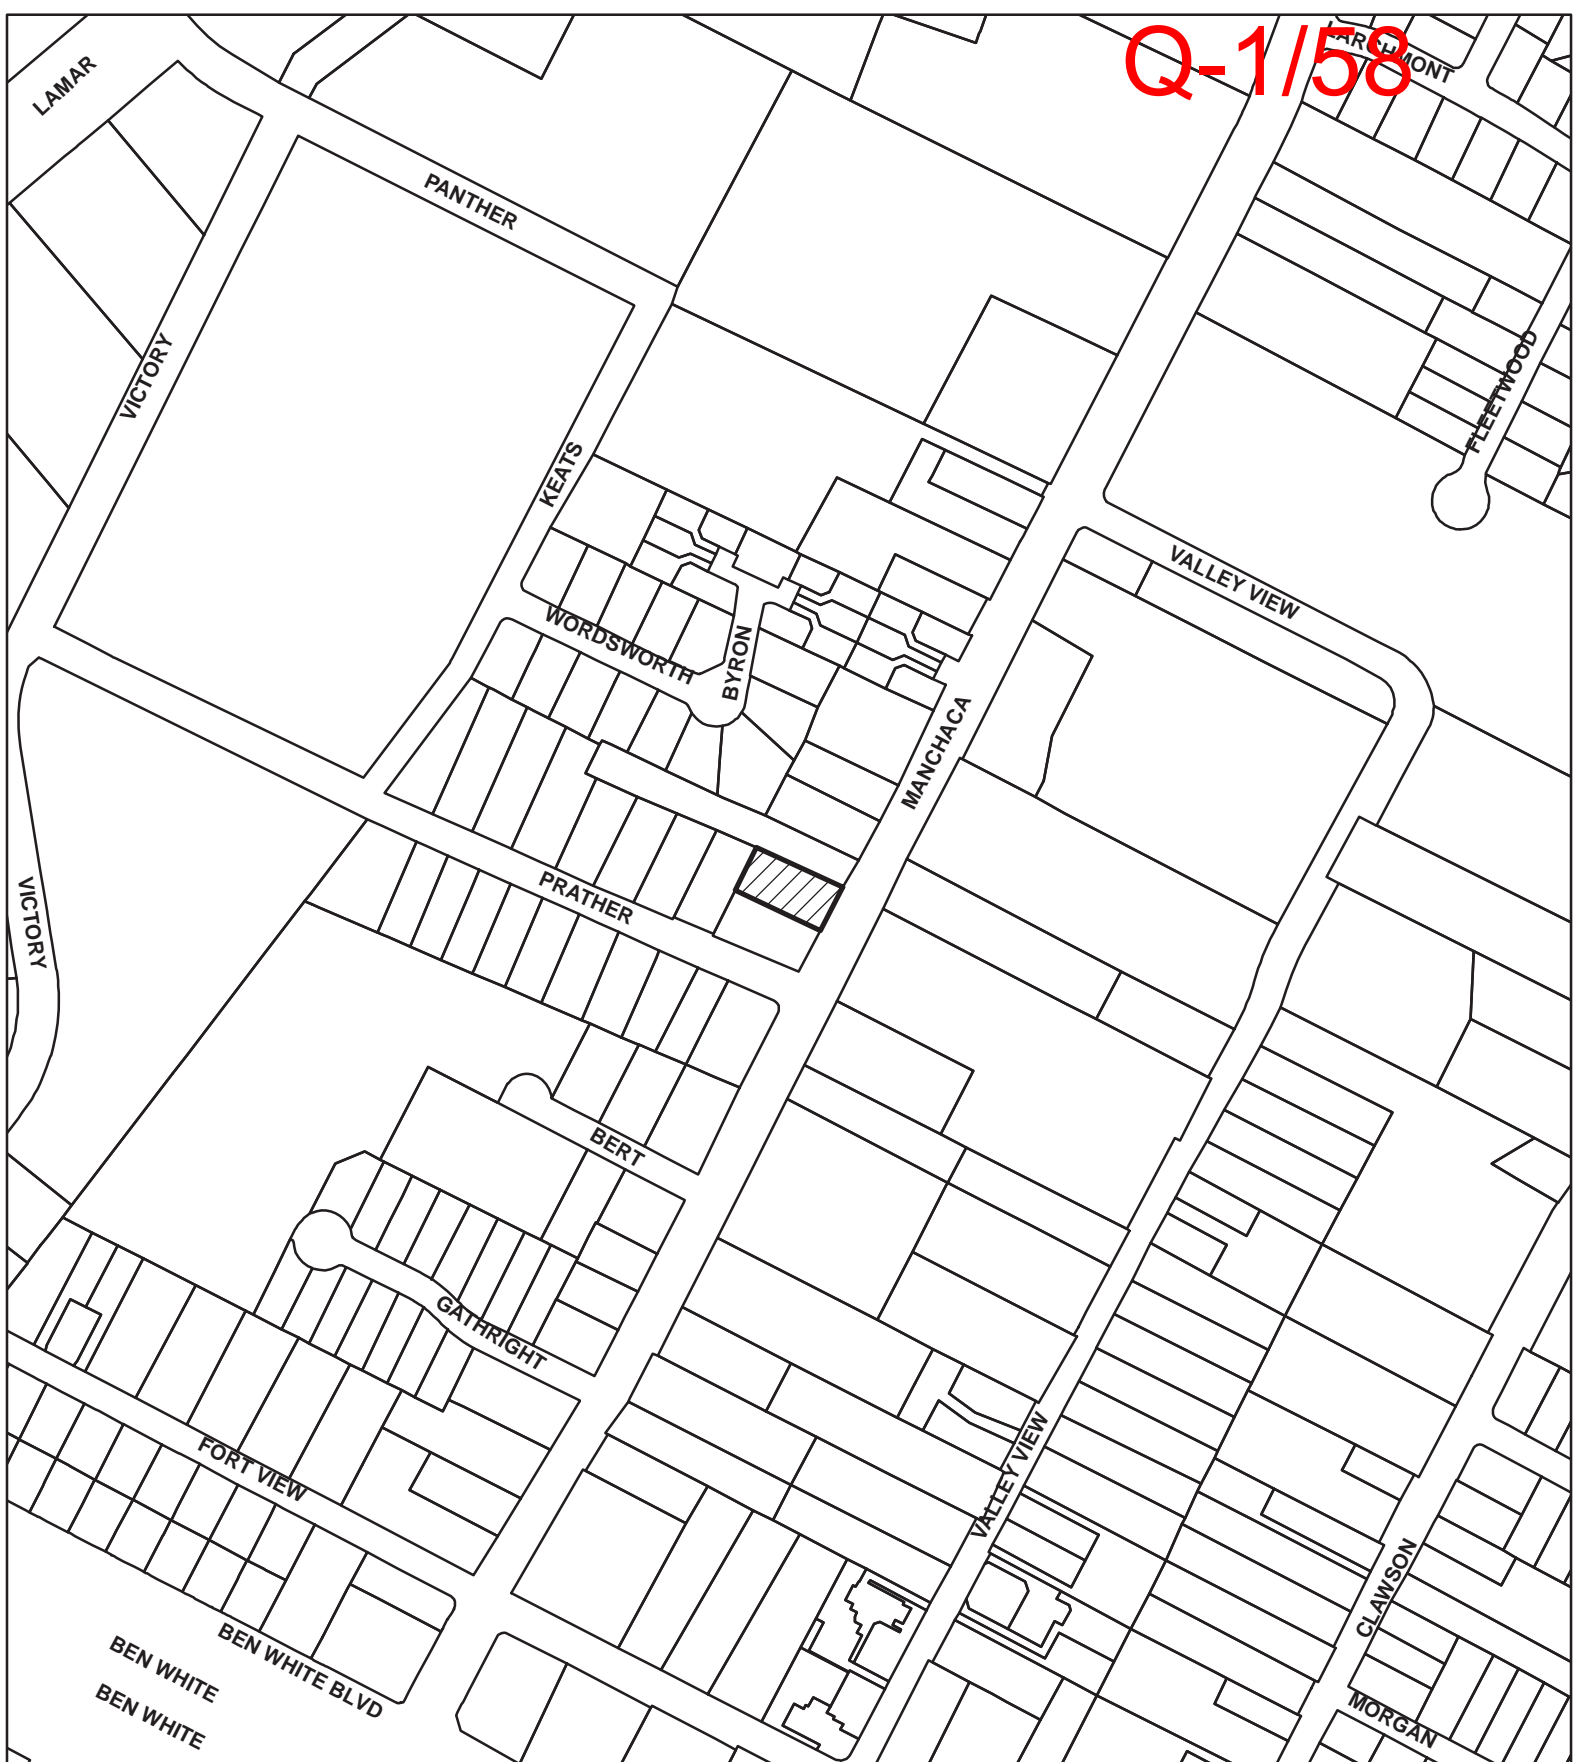 Q-1/58
LARCHMONT
LAMAR
PANTHER
VICTORY
FLEETWOOD
KEATS
VALLEY VIEW
WORDSWORTH
BYRON
MANCHACA
PRATHER
VICTORY
BERT
GATHRIGHT
FORT VIEW
VALLEY VIEW
CLAWSON
BEN WHITE BLVD
BEN WHITE
BEN WHITE
MORGAN